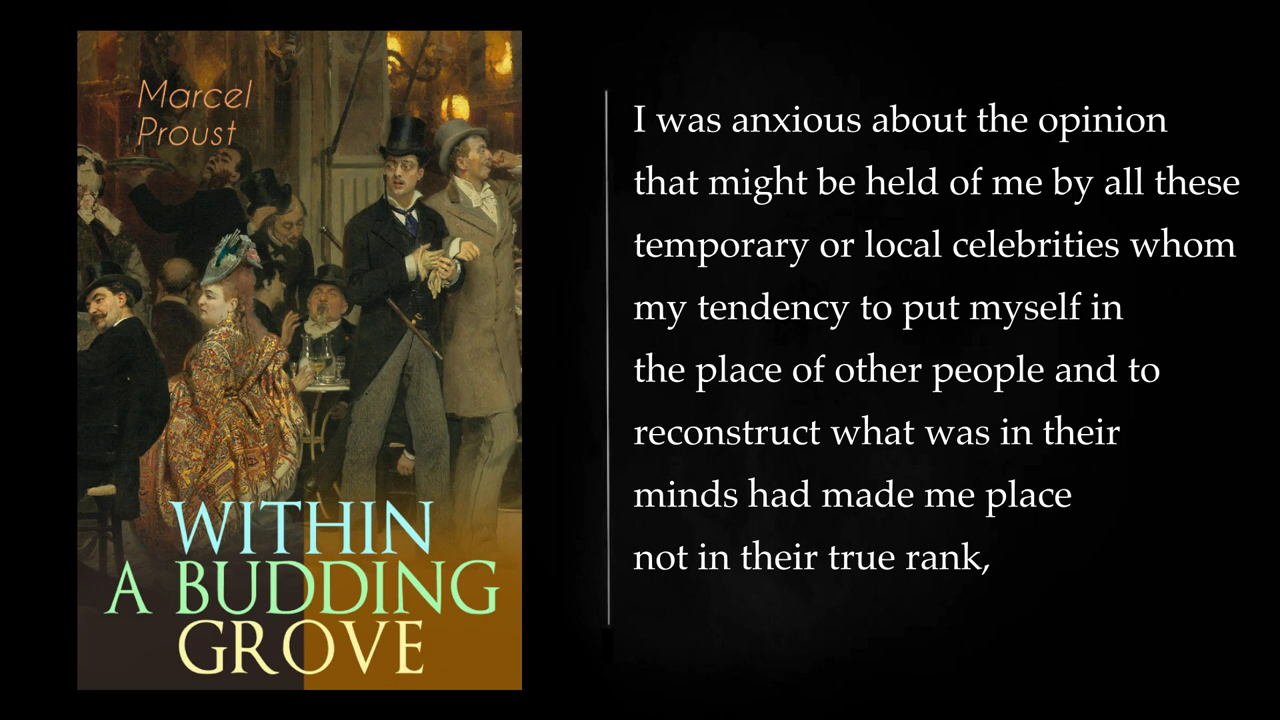 Marcel
Proust
WITHIN
A BUDDING
GROVE
I was anxious about the opinion
that might be held of me by all these
temporary or local celebrities whom
my tendency to put myself in
the place of other people and to
reconstruct what was in their
minds had made me place
not in their true rank,